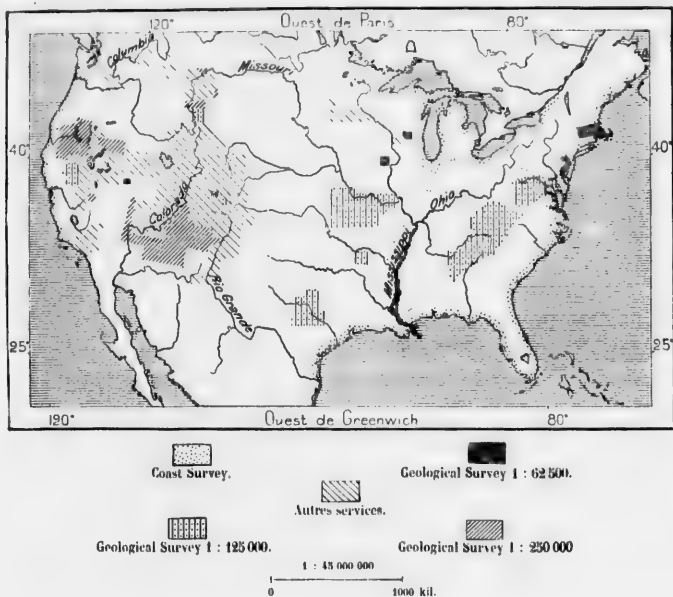 Ouest de Paris
120° 80°
Columbia
Missouri
40° 40°
Colorado
Ohio
Mississippi
Rio Grande
25° 25°
120° Ouest de Greenwich 80°
Coast Survey. Geological Survey 1 : 62 500.
Autres services.
Geological Survey 1 : 125 000. Geological Survey 1 : 250 000
1 : 45 000 000
0 1000 kil.